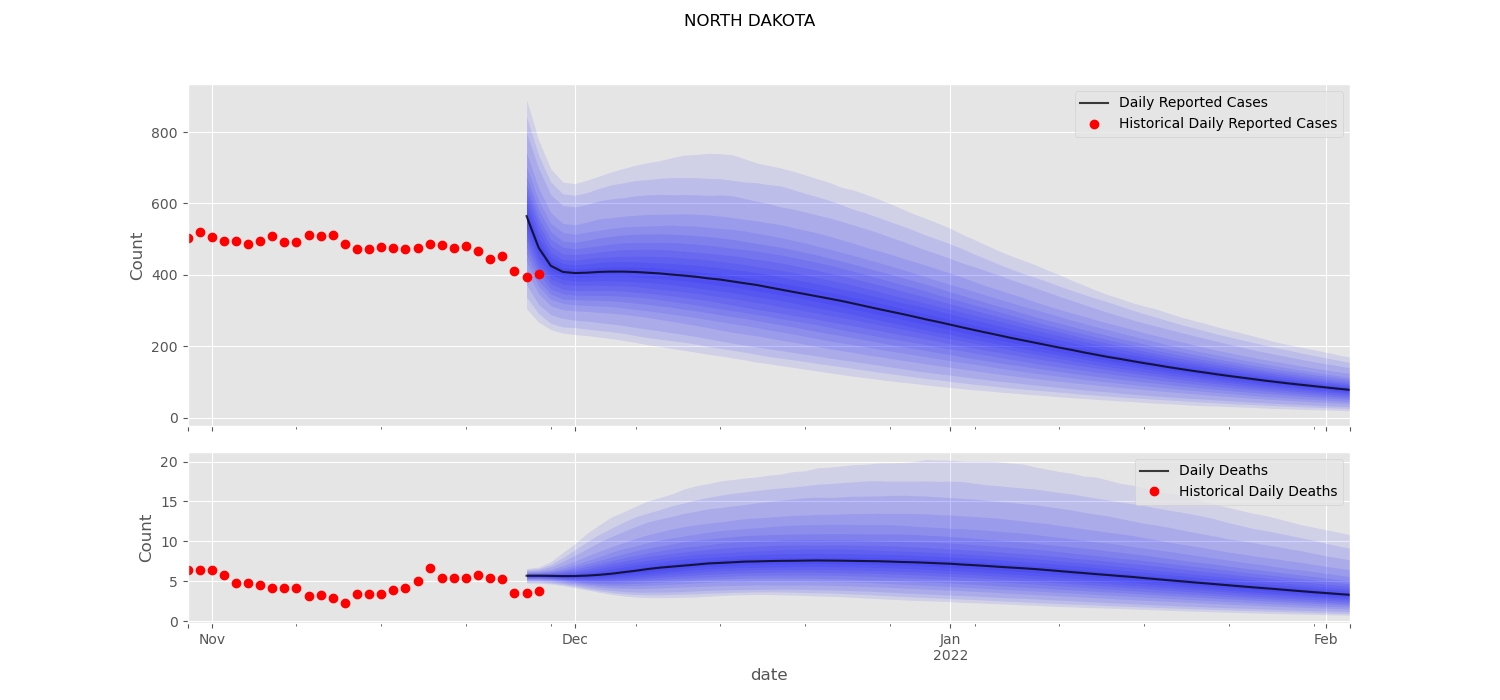 NORTH DAKOTA
Daily Reported Cases
Historical Daily Reported Cases
Count
800
600
400
200
0
Daily Deaths
Historical Daily Deaths
Count
20
15
10
5
0
Nov
Dec
Jan
2022
Feb
date